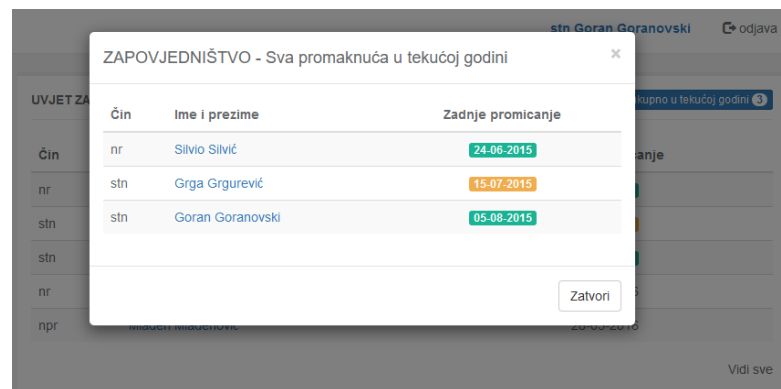 stn Goran Goranovski odjava
ZAPOVJEDNIŠTVO - Sva promaknuća u tekućoj godini ×
UVJET ZA
kupno u tekućoj godini 3
Čin Ime i prezime Zadnje promicanje
nr Silvio Silvić 24-06-2015
stn Grga Grgurević 15-07-2015
stn Goran Goranovski 05-08-2015
Zatvori
Čin anje
nr
stn
stn
nr
npr Mladen Mladenović
Vidi sve